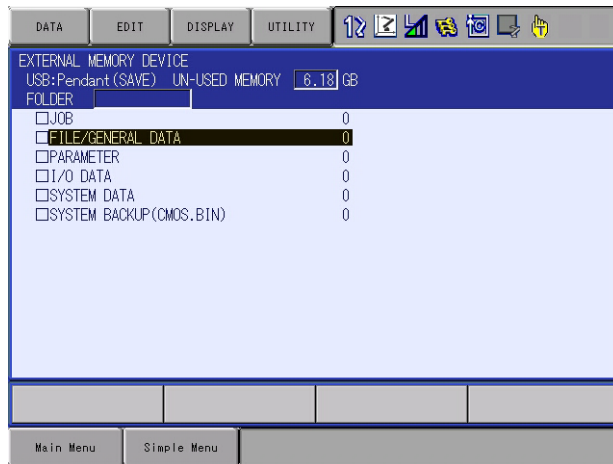 DATA EDIT DISPLAY UTILITY
EXTERNAL MEMORY DEVICE
USB:Pendant(SAVE) UN-USED MEMORY 6.18 GB
FOLDER
JOB 0
FILE/GENERAL DATA 0
PARAMETER 0
I/O DATA 0
SYSTEM DATA 0
SYSTEM BACKUP(CMOS.BIN) 0
Main Menu Simple Menu